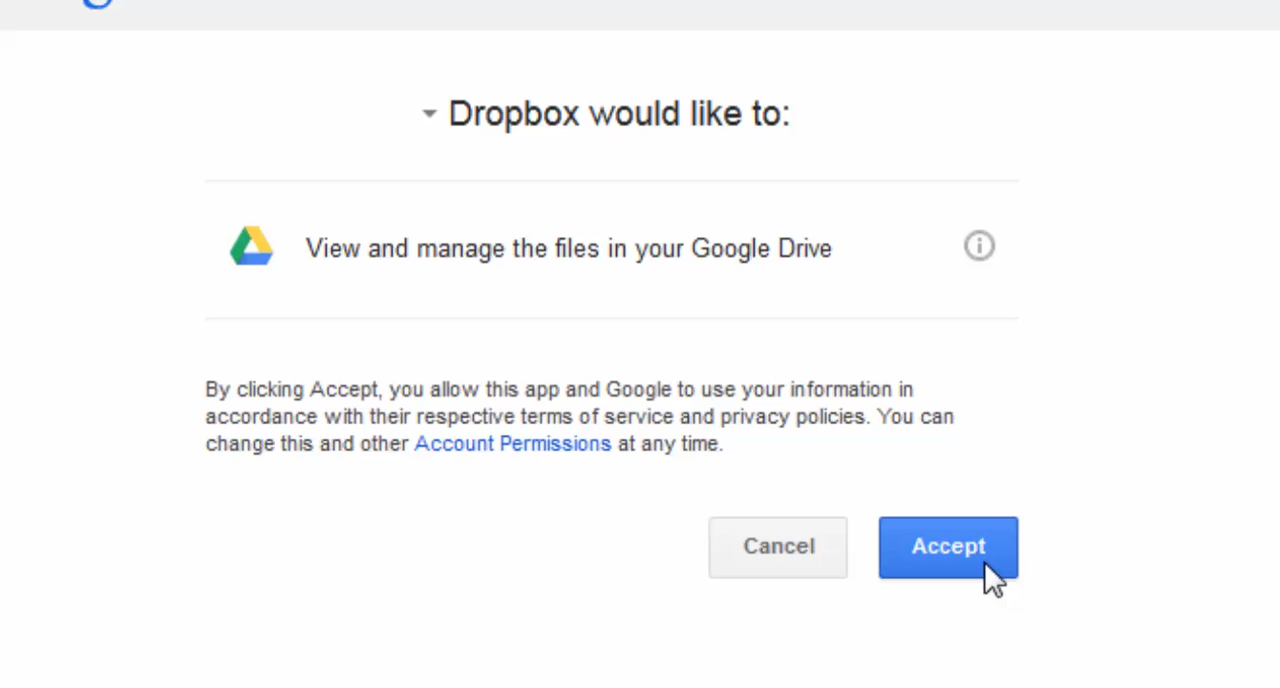 Dropbox would like to:
View and manage the files in your Google Drive
By clicking Accept, you allow this app and Google to use your information in
accordance with their respective terms of service and privacy policies. You can
change this and other Account Permissions at any time.
Cancel Accept